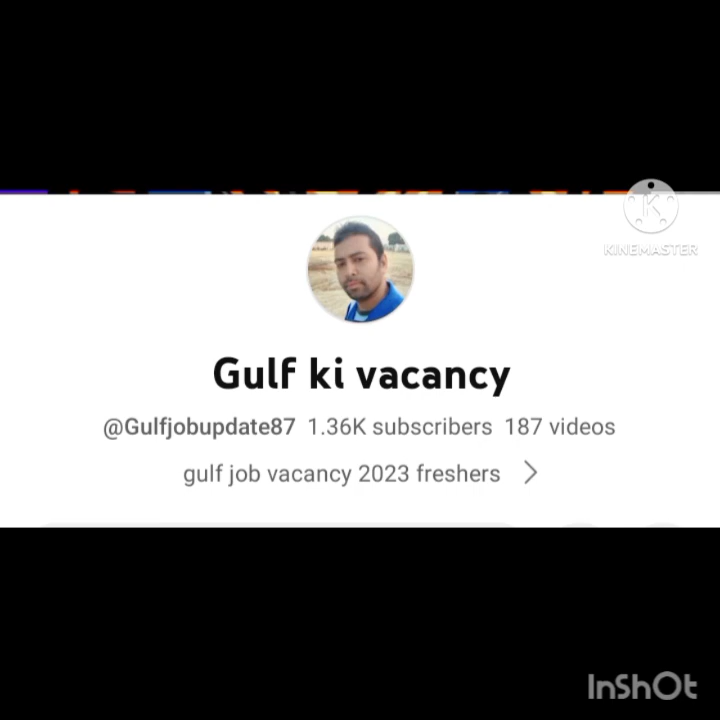 KINEMASTER
Gulf ki vacancy
@Gulfjobupdate87 1.36K subscribers 187 videos
gulf job vacancy 2023 freshers
InShOt